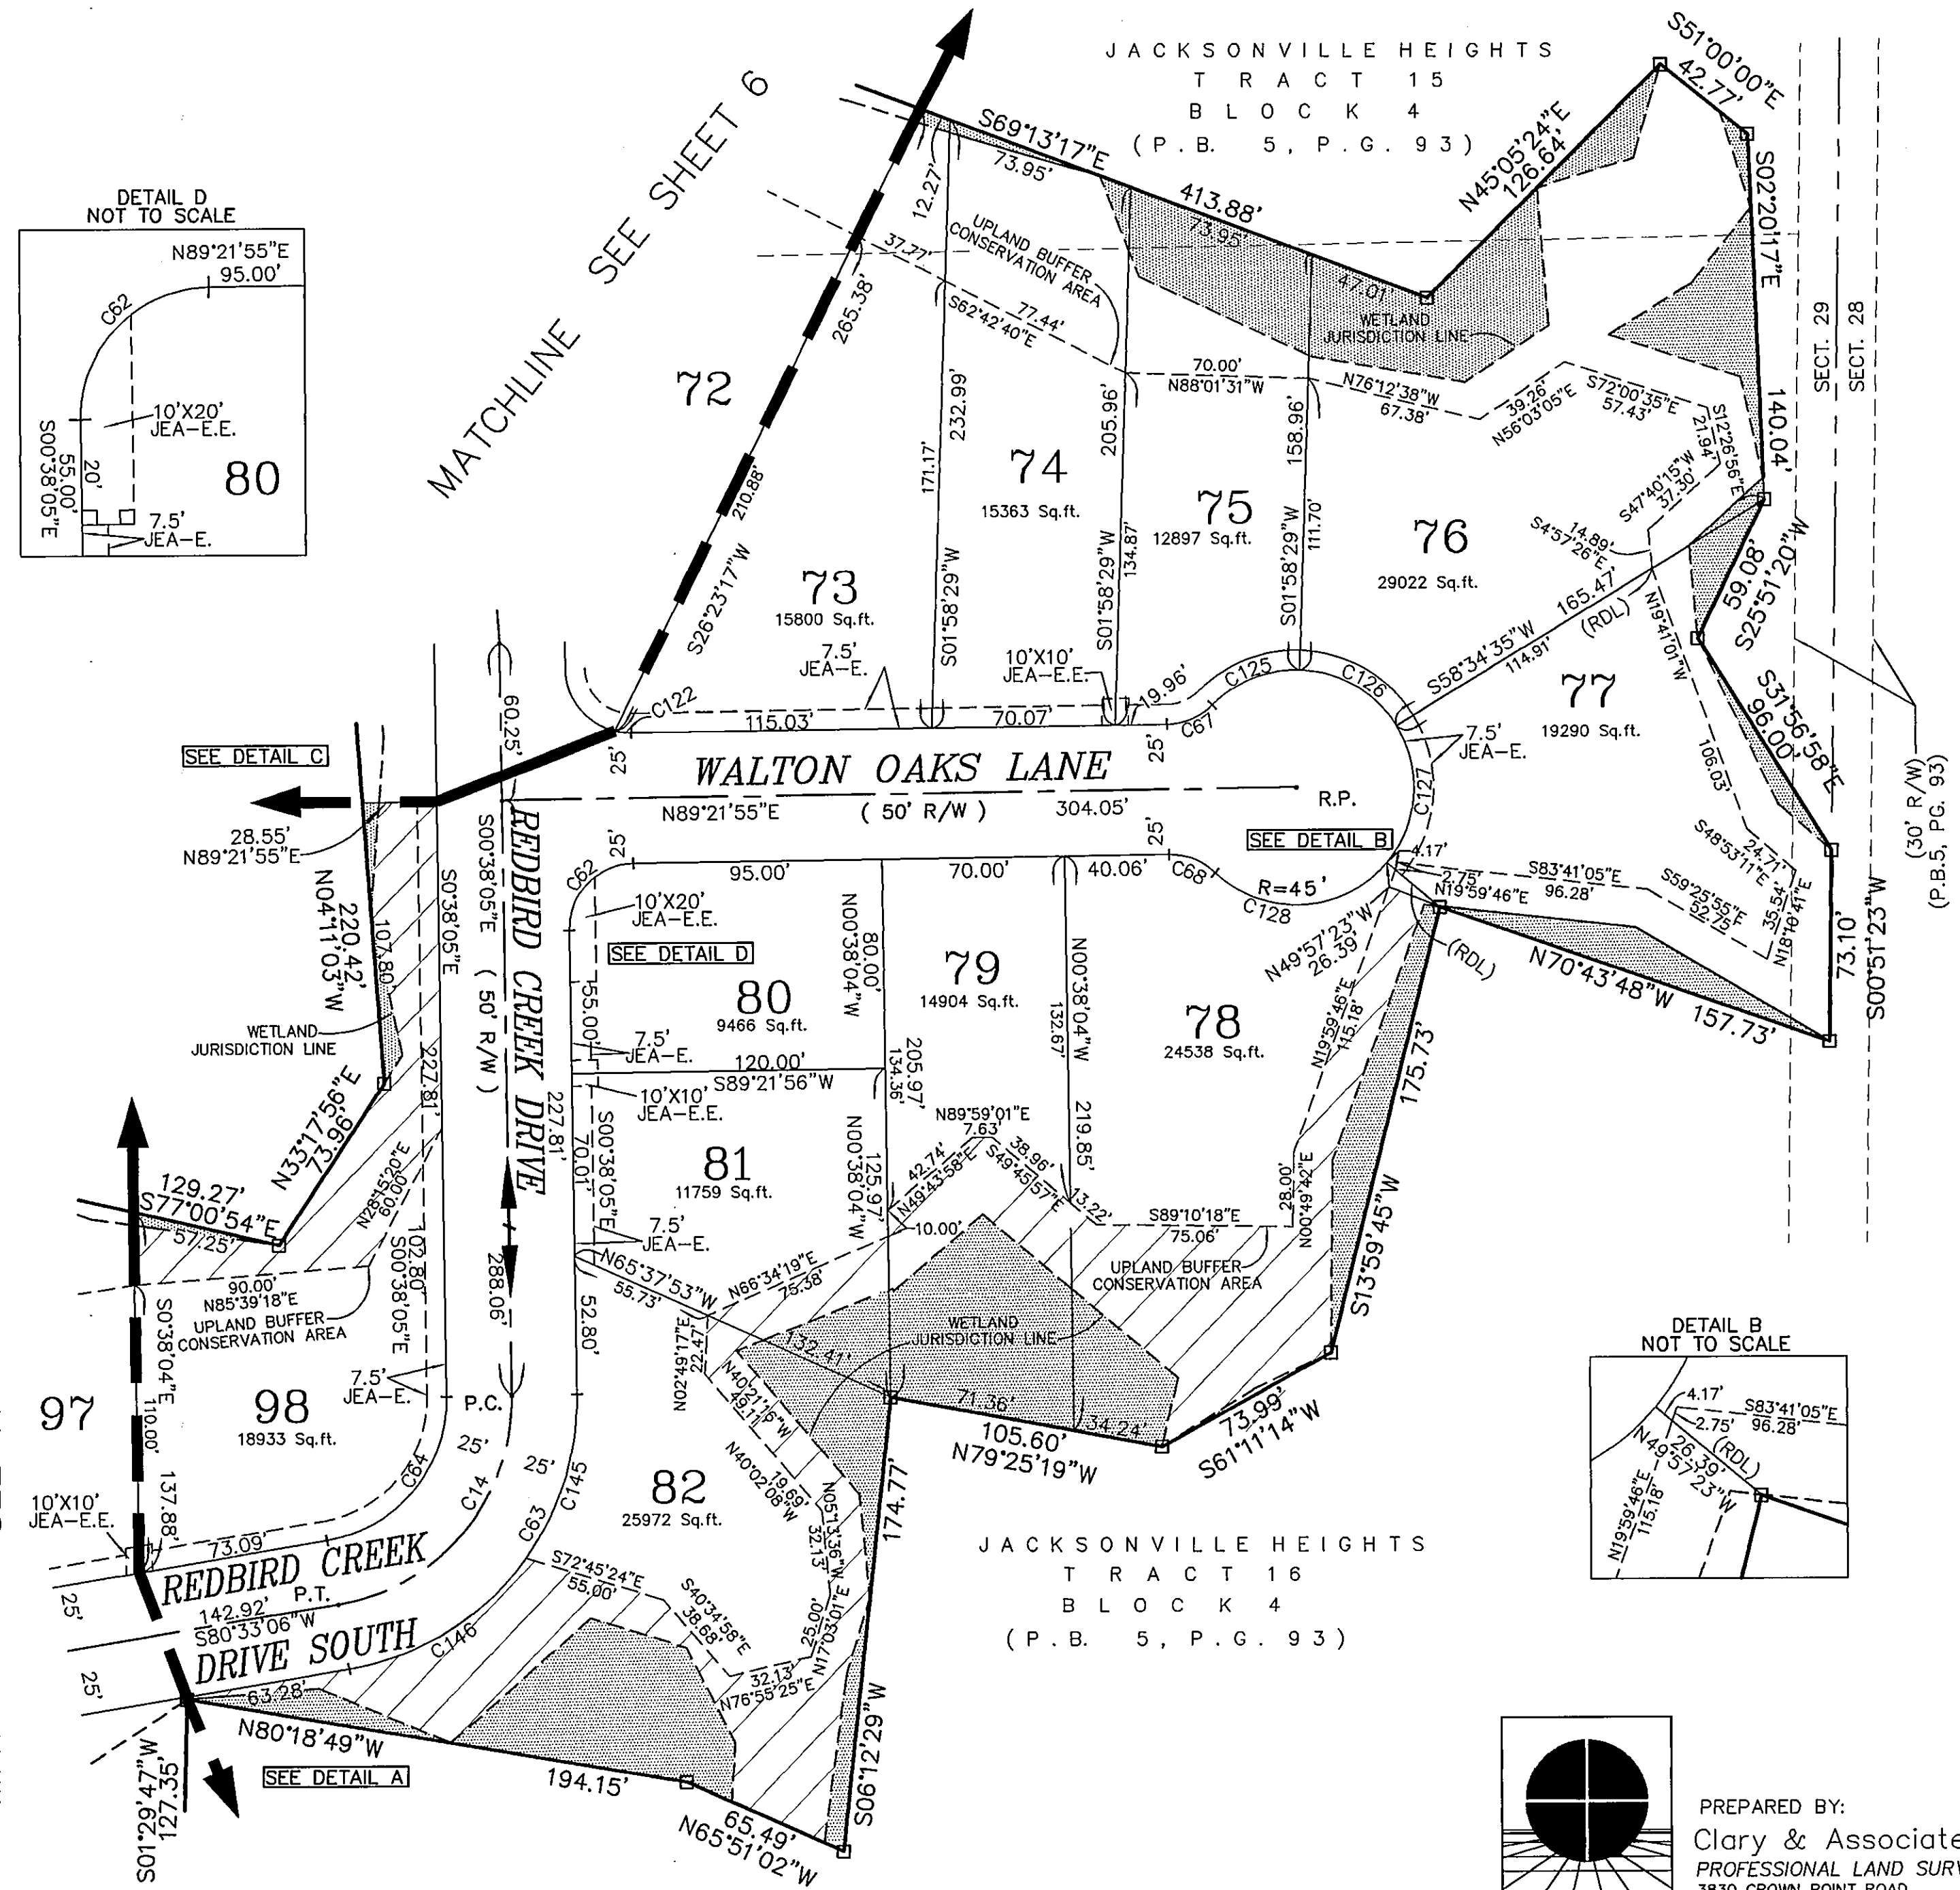 JACKSONVILLE HEIGHTS
TRACT 15
BLOCK 4
(P.B. 5, P.G. 93)
S51°00'00"E
42.77'
N45°05'24"E
126.64'
S02°20'17"E
140.04'
SECT. 29
SECT. 28
S69°13'17"E
73.95'
413.88'
73.95'
47.01'
12.27'
MATCHLINE SEE SHEET 6
DETAIL D
NOT TO SCALE
N89°21'55"E
95.00'
C62
10'X20'
JEA-E.E.
S00°38'05"E
55.00'
20'
80
7.5'
JEA-E.
UPLAND BUFFER
CONSERVATION AREA
37.77'
77.44'
S62°42'40"E
WETLAND
JURISDICTION LINE
265.38'
210.88'
S26°23'17"W
72
70.00'
N88°01'31"W
N76°12'38"W
67.38'
39.26'
N56°03'05"E
S72°00'35"E
57.43'
S12°26'56"E
21.94'
S47°40'15"W
37.30'
14.89'
S4°57'26"E
232.99'
171.17'
S01°58'29"W
205.96'
134.87'
S01°58'29"W
158.96'
111.70'
S01°58'29"W
73
15800 Sq.ft.
74
15363 Sq.ft.
75
12897 Sq.ft.
76
29022 Sq.ft.
77
19290 Sq.ft.
165.47'
(RDL)
S58°34'35"W
114.91'
59.08'
S25°51'20"W
N19°41'01"W
106.03'
S31°56'58"E
96.00'
(30' R/W)
(P.B.5, PG. 93)
7.5'
JEA-E.
10'X10'
JEA-E.E.
19.96'
C125
C126
C67
C127
7.5'
JEA-E.
C122
115.03'
70.07'
25'
25'
60.25'
WALTON OAKS LANE
N89°21'55"E
( 50' R/W )
304.05'
R.P.
SEE DETAIL C
28.55'
N89°21'55"E
SEE DETAIL B
4.17'
2.75'
S83°41'05"E
96.28'
N19°59'46"E
S48°53'11"E
24.71'
S59°25'55"E
52.75
35.54'
N18°10'41"E
73.10'
S00°51'23"W
N70°43'48"W
157.73'
(RDL)
C62
25'
95.00'
70.00'
40.06'
25'
C68
R=45'
C128
N49°57'23"W
26.39
10'X20'
JEA-E.E.
SEE DETAIL D
S00°38'05"E
REDBIRD CREEK DRIVE
( 50' R/W )
N04°11'03"W
220.42'
107.80'
S0°38'05"E
WETLAND
JURISDICTION LINE
227.81'
80
9466 Sq.ft.
55.00'
7.5'
JEA-E.
120.00'
S89°21'56"W
N00°38'04"W
80.00'
79
14904 Sq.ft.
N00°38'04"W
132.67'
78
24538 Sq.ft.
N19°59'46"E
115.18'
175.73'
S13°59'45"W
10'X10'
JEA-E.E.
227.81'
70.01'
S00°38'05"E
205.97'
134.36'
N89°59'01"E
7.63'
219.85'
42.74'
N49°43'58"E
38.96'
S49°45'57"E
13.22'
28.00'
N00°49'42"E
81
11759 Sq.ft.
125.97'
N00°38'04"W
10.00'
S89°10'18"E
75.06'
7.5'
JEA-E.
UPLAND BUFFER
CONSERVATION AREA
N33°17'56"E
73.96'
N28°15'20"E
60.00'
129.27'
S77°00'54"E
57.25'
102.80'
S00°38'05"E
288.06'
90.00'
N85°39'18"E
UPLAND BUFFER
CONSERVATION AREA
7.5'
JEA-E.
52.80'
N65°37'53"W
55.73'
N66°34'19"E
75.38'
132.41'
WETLAND
JURISDICTION LINE
71.36'
34.24'
105.60'
N79°25'19"W
73.99'
S61°11'14"W
N02°49'17"E
22.47'
N40°21'16"W
49.11'
N40°02'08"W
19.69'
N05°13'36"W
32.13'
25.00'
N17°03'01"E
97
98
18933 Sq.ft.
S0°38'04"E
110.00'
137.88'
10'X10'
JEA-E.E.
P.C.
25'
25'
C64
C14
C63
C145
73.09'
82
25972 Sq.ft.
174.77'
S06°12'29"W
REDBIRD CREEK
P.T.
142.92'
S80°33'06"W
DRIVE SOUTH
25'
25'
C146
63.28'
S72°45'24"E
55.00'
S40°34'58"E
38.68'
32.13'
N76°55'25"E
N80°18'49"W
194.15'
65.49'
N65°51'02"W
S01°29'47"W
127.35'
SEE DETAIL A
JACKSONVILLE HEIGHTS
TRACT 16
BLOCK 4
(P.B. 5, P.G. 93)
DETAIL B
NOT TO SCALE
4.17'
S83°41'05"E
2.75'
96.28'
(RDL)
26.39'
N49°57'23"W
N19°59'46"E
115.18'
PREPARED BY:
Clary & Associate
PROFESSIONAL LAND SURV
3830 CROWN POINT ROAD